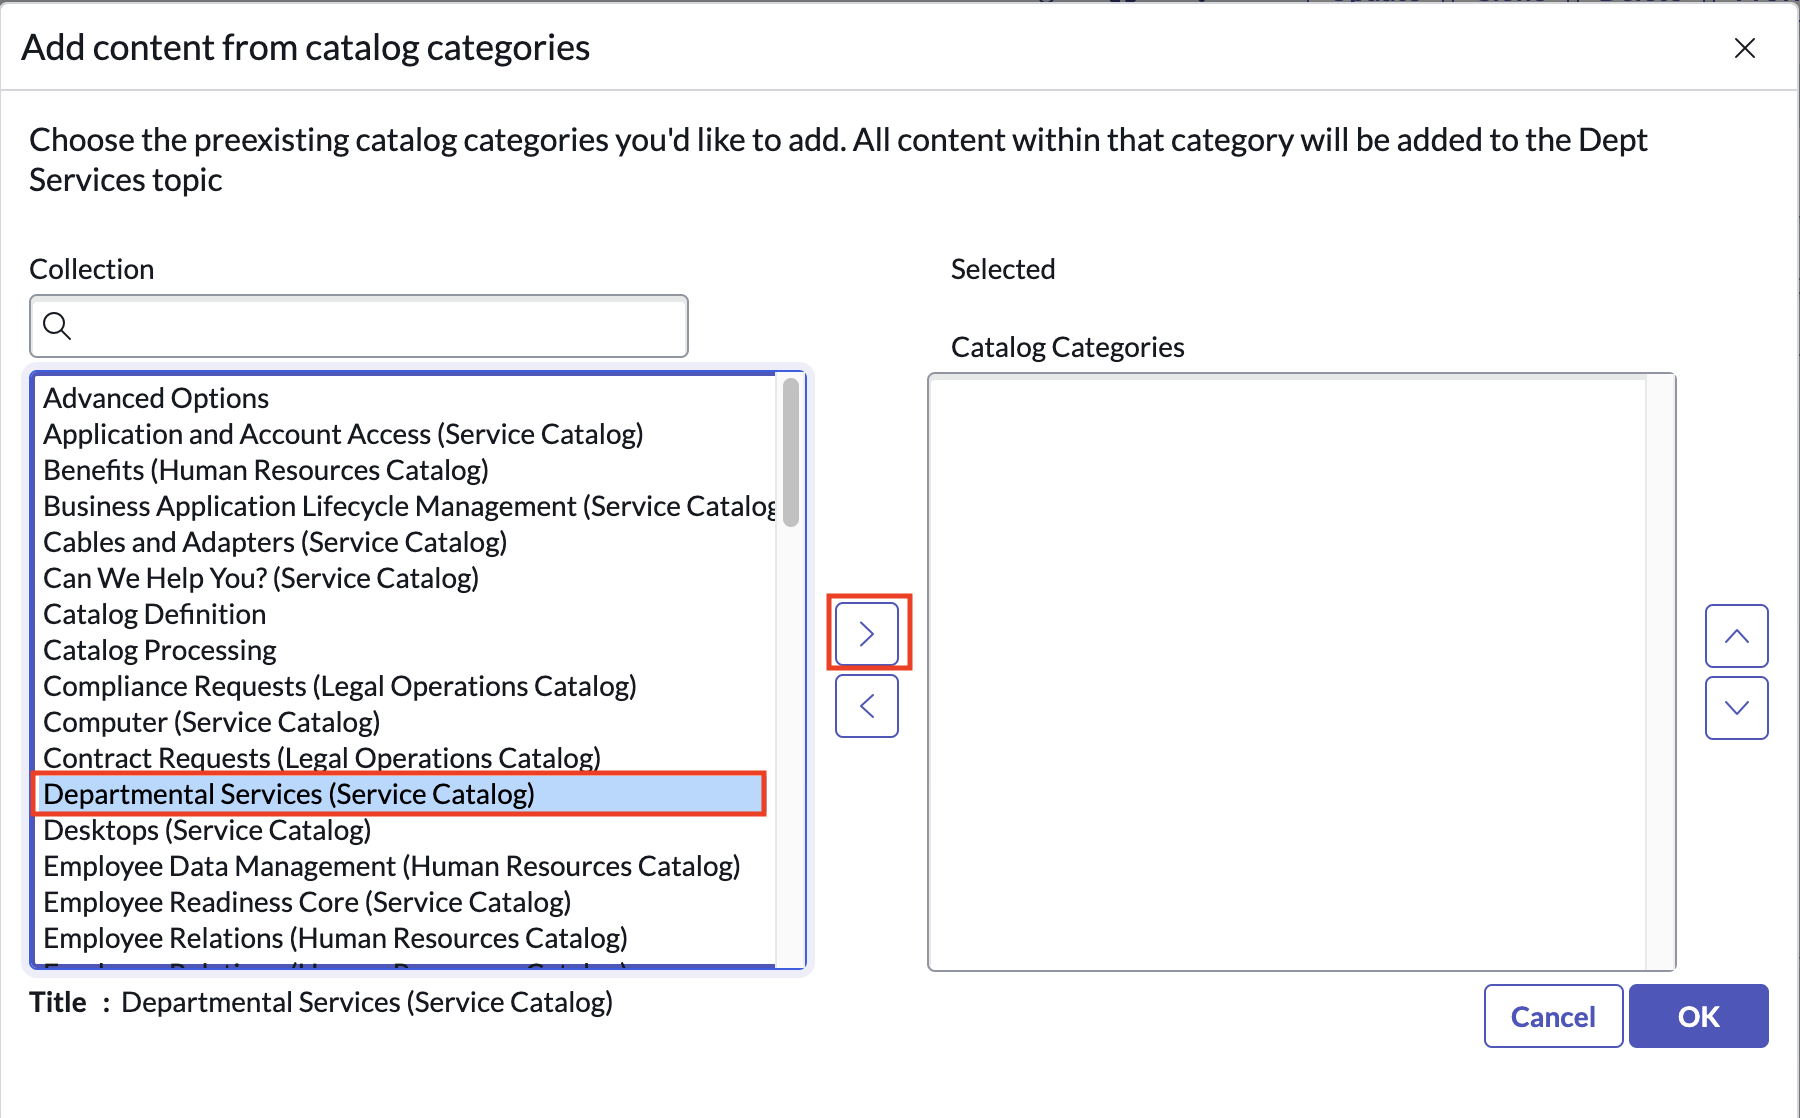 Add content from catalog categories
Choose the preexisting catalog categories you'd like to add. All content within that category will be added to the Dept
Services topic
Collection
Selected
Catalog Categories
Advanced Options
Application and Account Access (Service Catalog)
Benefits (Human Resources Catalog)
Business Application Lifecycle Management (Service Catalog
Cables and Adapters (Service Catalog)
Can We Help You? (Service Catalog)
Catalog Definition
Catalog Processing
Compliance Requests (Legal Operations Catalog)
Computer (Service Catalog)
Contract Requests (Legal Operations Catalog)
Departmental Services (Service Catalog)
Desktops (Service Catalog)
Employee Data Management (Human Resources Catalog)
Employee Readiness Core (Service Catalog)
Employee Relations (Human Resources Catalog)
Title : Departmental Services (Service Catalog)
Cancel
OK